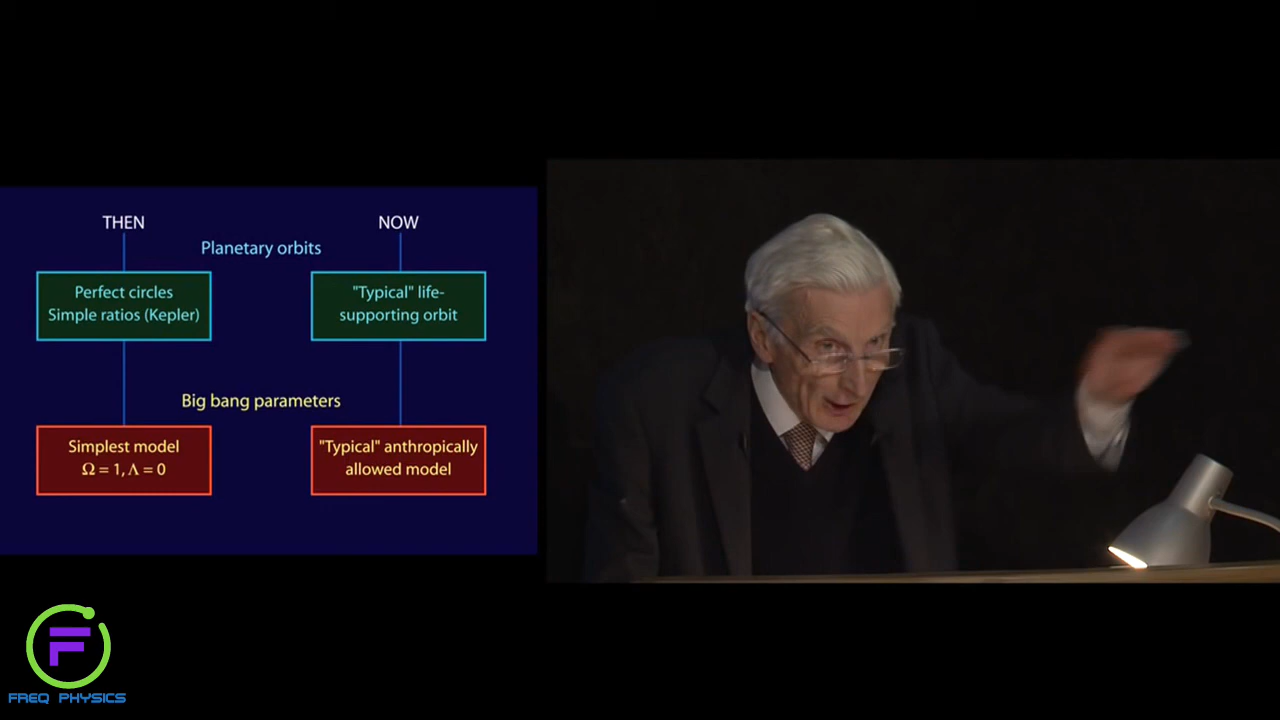 THEN
NOW
Planetary orbits
Perfect circles
Simple ratios (Kepler)
"Typical" life-
supporting orbit
Big bang parameters
Simplest model
Ω = 1, Λ = 0
"Typical" anthropically
allowed model
F
FREQ PHYSICS